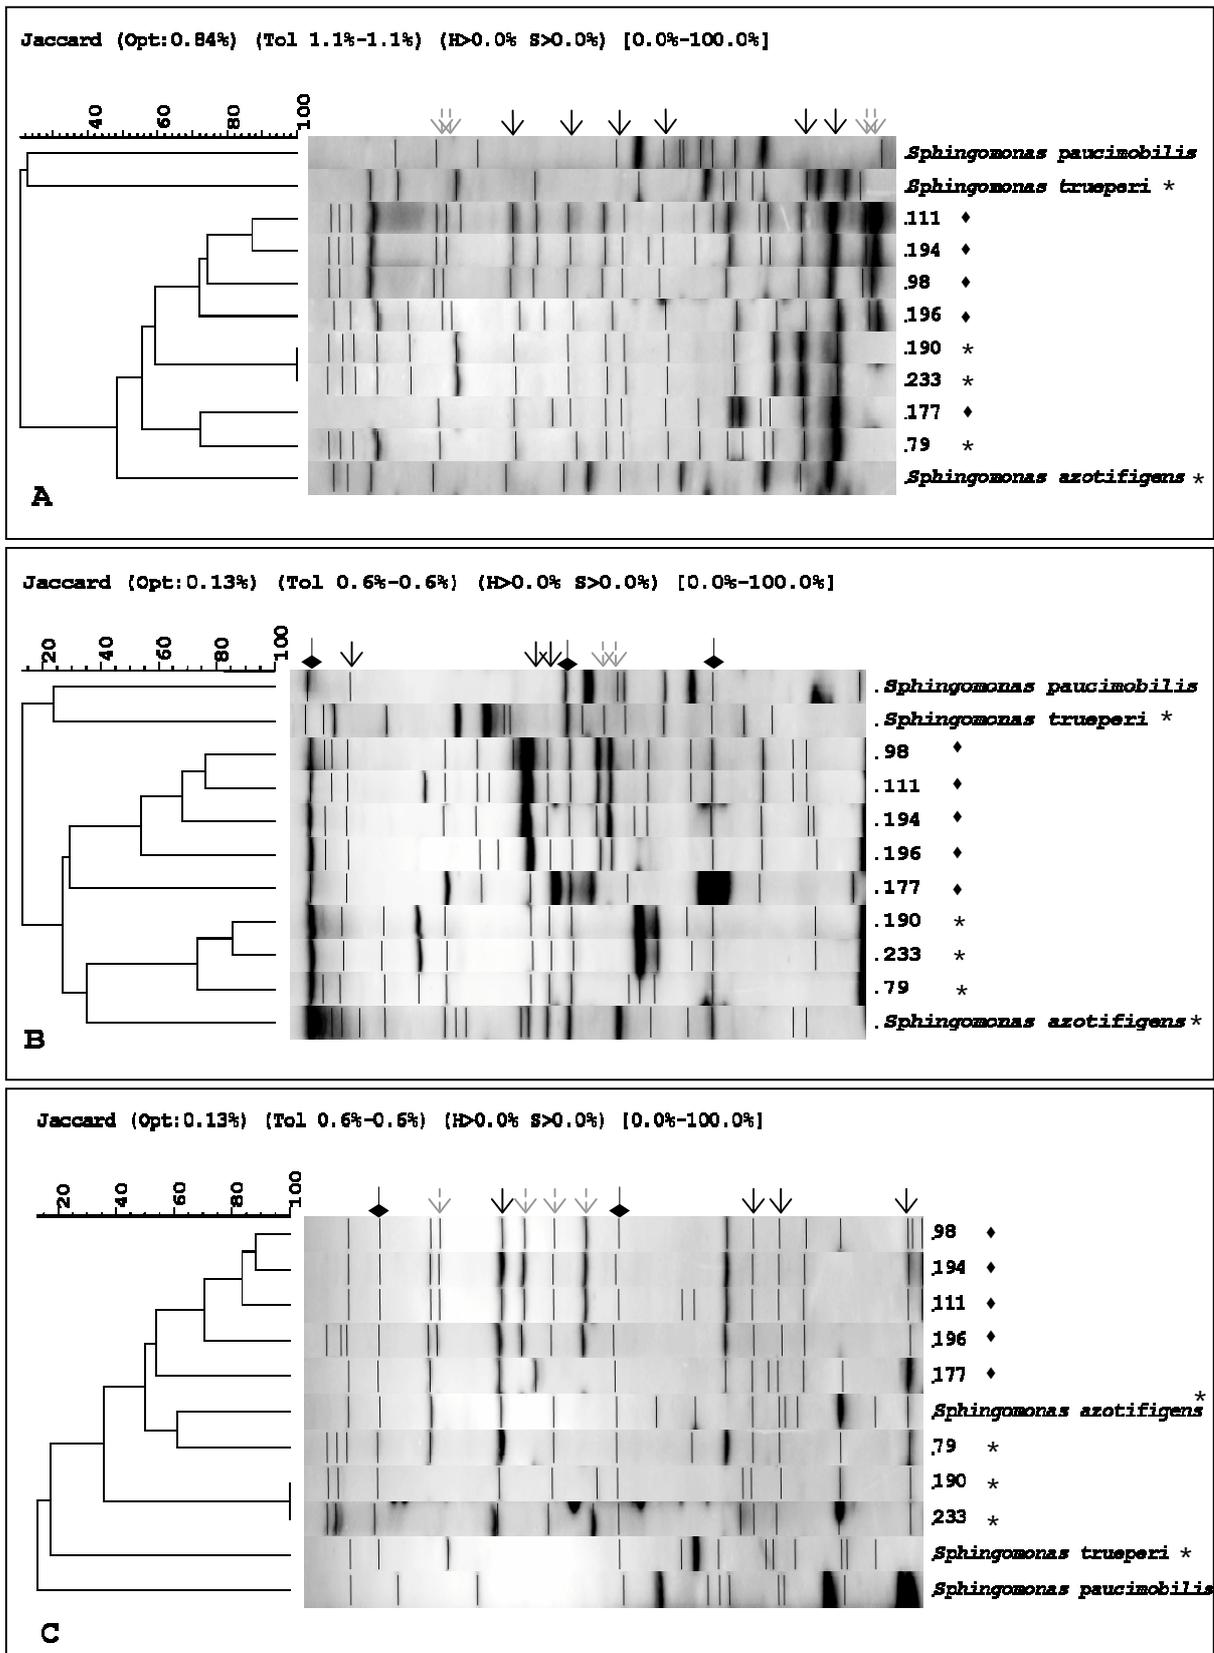 Jaccard (Opt:0.84%) (Tol 1.1%-1.1%) (H>0.0% S>0.0%) [0.0%-100.0%]
40 60 80 100
.Sphingomonas paucimobilis
.Sphingomonas trueperi *
.111 ♦
.194 ♦
.98 ♦
.196 ♦
.190 *
.233 *
.177 ♦
.79 *
.Sphingomonas azotifigens *
A
Jaccard (Opt:0.13%) (Tol 0.6%-0.6%) (H>0.0% S>0.0%) [0.0%-100.0%]
20 40 60 80 100
.Sphingomonas paucimobilis
.Sphingomonas trueperi *
.98 ♦
.111 ♦
.194 ♦
.196 ♦
.177 ♦
.190 *
.233 *
.79 *
.Sphingomonas azotifigens *
B
Jaccard (Opt:0.13%) (Tol 0.6%-0.6%) (H>0.0% S>0.0%) [0.0%-100.0%]
20 40 60 80 100
.98 ♦
.194 ♦
.111 ♦
.196 ♦
.177 ♦
.Sphingomonas azotifigens *
.79 *
.190 *
.233 *
.Sphingomonas trueperi *
.Sphingomonas paucimobilis
C